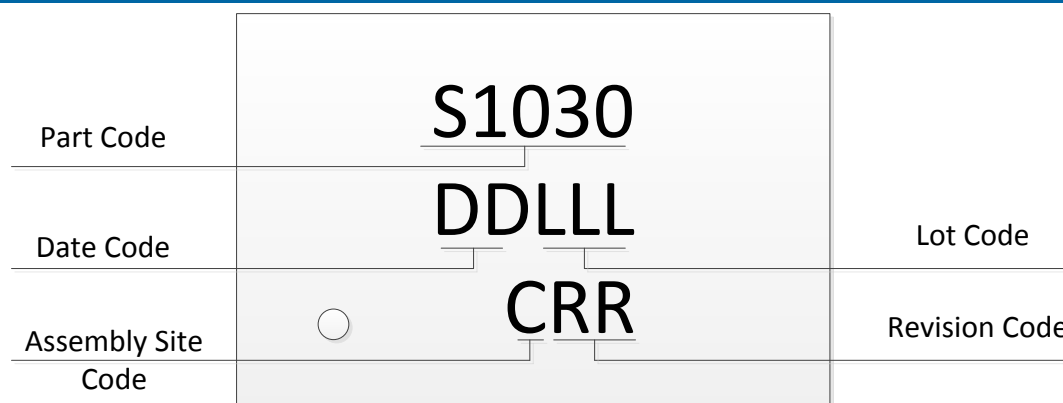 S1030
Part Code
DDLLL
Date Code
Lot Code
CRR
Assembly Site
Code
Revision Code